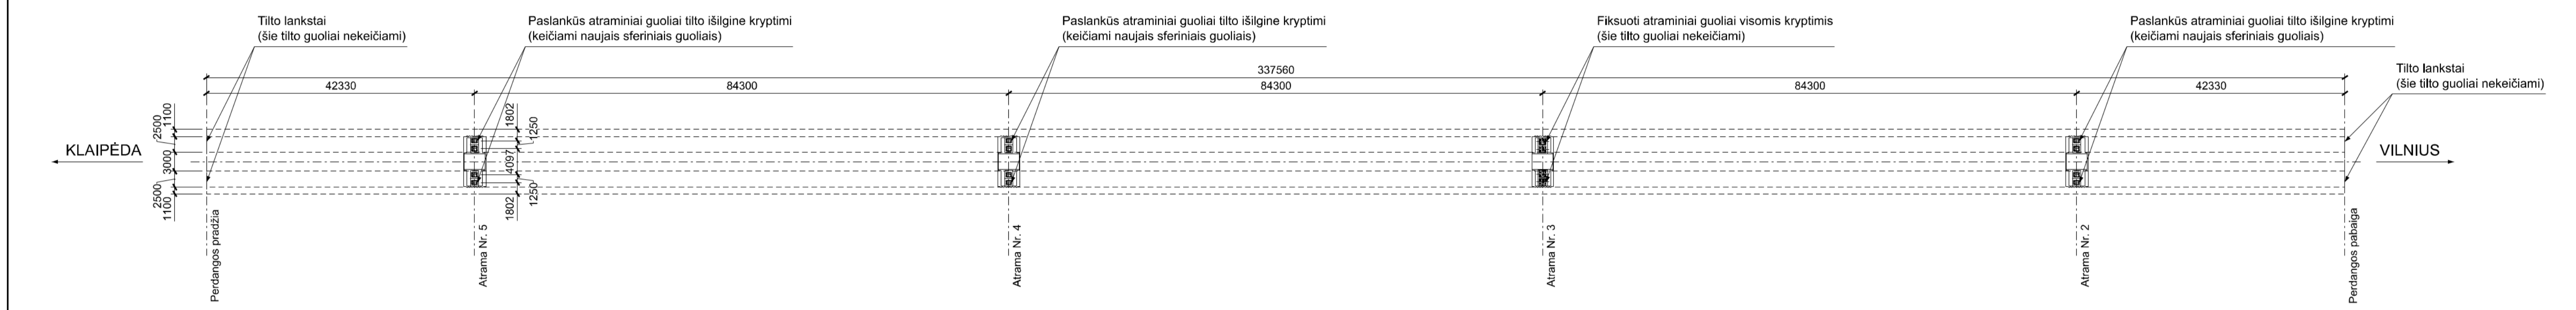 Tilto lankstai
(šie tilto guoliai nekeičiami)
Paslankūs atraminiai guoliai tilto išilgine kryptimi
(keičiami naujais sferiniais guoliais)
Paslankūs atraminiai guoliai tilto išilgine kryptimi
(keičiami naujais sferiniais guoliais)
Fiksuoti atraminiai guoliai visomis kryptimis
(šie tilto guoliai nekeičiami)
Paslankūs atraminiai guoliai tilto išilgine kryptimi
(keičiami naujais sferiniais guoliais)
Tilto lankstai
(šie tilto guoliai nekeičiami)
337560
42330
84300
84300
84300
42330
1100
2500
3000
2500
1100
1802
1250
4097
1250
1802
KLAIPĖDA
VILNIUS
Perdangos pradžia
Atrama Nr. 5
Atrama Nr. 4
Atrama Nr. 3
Atrama Nr. 2
Perdangos pabaiga